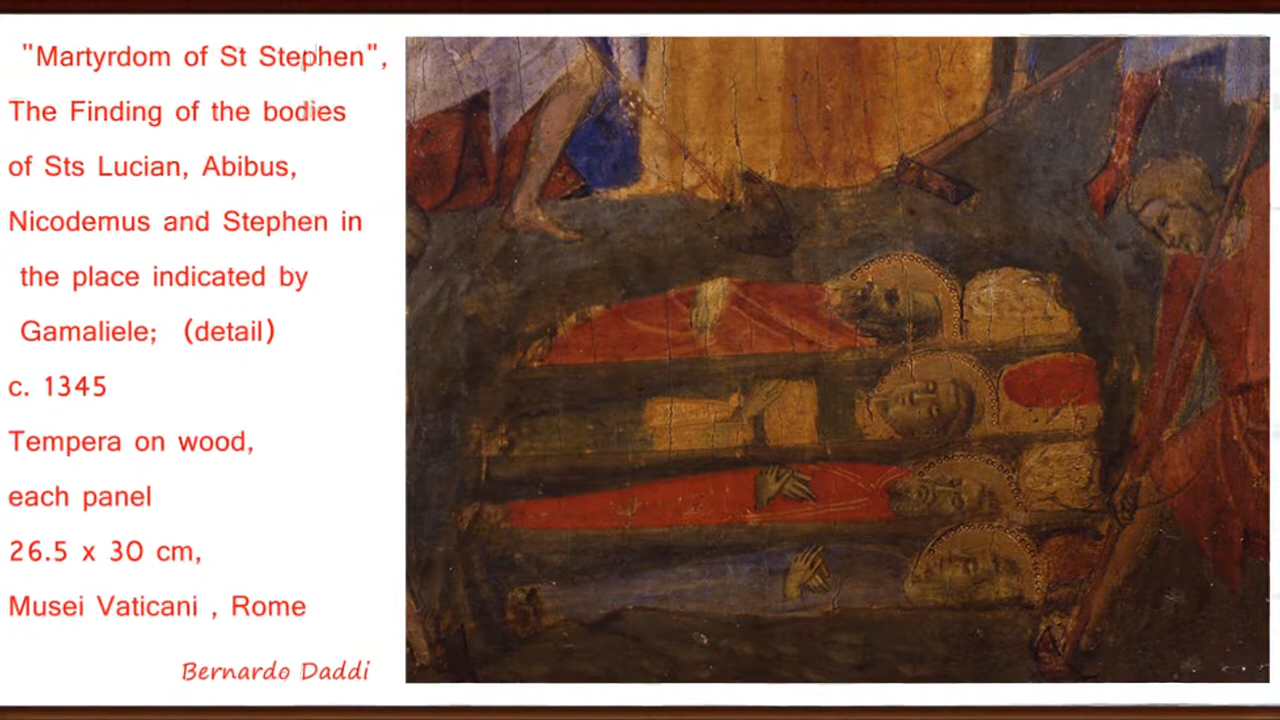 "Martyrdom of St Stephen",
The Finding of the bodies
of Sts Lucian, Abibus,
Nicodemus and Stephen in
the place indicated by
Gamaliele; (detail)
c. 1345
Tempera on wood,
each panel
26.5 x 30 cm,
Musei Vaticani , Rome
Bernardo Daddi